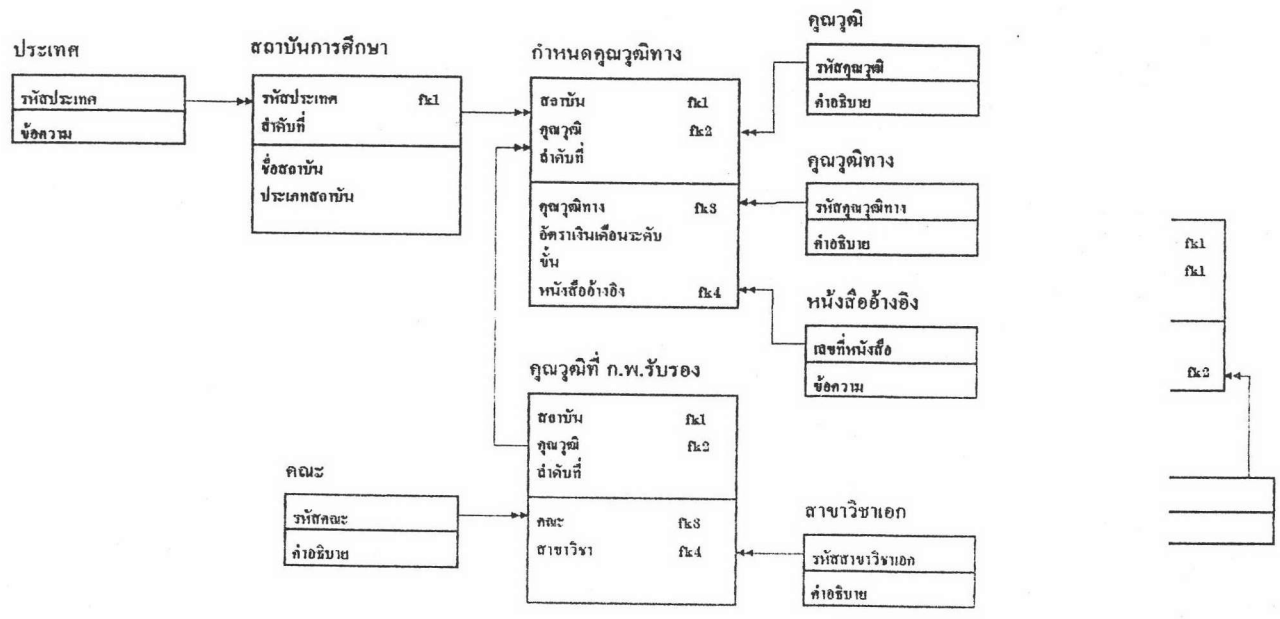 ประเทศ
รหัสประเทศ
ข้อความ
สถาบันการศึกษา
รหัสประเทศ fk1
ลำดับที่
ชื่อสถาบัน
ประเภทสถาบัน
กำหนดคุณวุฒิทาง
สถาบัน fk1
คุณวุฒิ fk2
ลำดับที่
คุณวุฒิทาง fk3
อัตราเงินเดือนระดับ
ขั้น
หนังสืออ้างอิง fk4
คุณวุฒิ
รหัสคุณวุฒิ
คำอธิบาย
คุณวุฒิทาง
รหัสคุณวุฒิทาง
คำอธิบาย
หนังสืออ้างอิง
เลขที่หนังสือ
ข้อความ
คุณวุฒิที่ ก.พ.รับรอง
สถาบัน fk1
คุณวุฒิ fk2
ลำดับที่
คณะ fk3
สาขาวิชา fk4
คณะ
รหัสคณะ
คำอธิบาย
สาขาวิชาเอก
รหัสสาขาวิชาเอก
คำอธิบาย
fk1
fk1
fk2